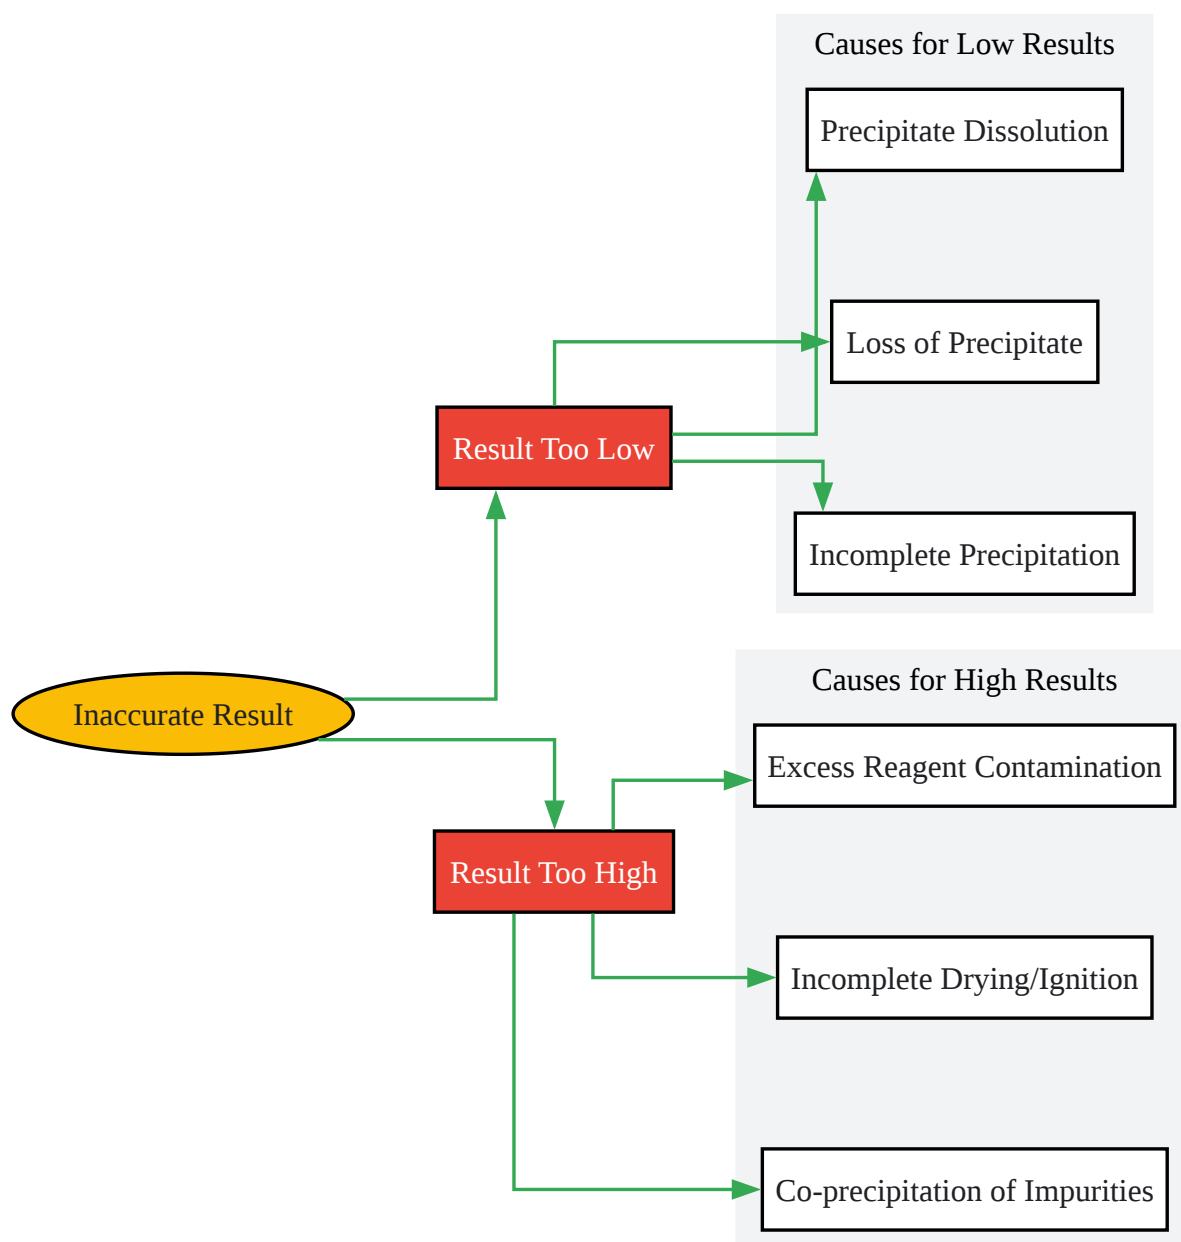 Causes for Low Results
Precipitate Dissolution
Loss of Precipitate
Result Too Low
Incomplete Precipitation
Inaccurate Result
Causes for High Results
Excess Reagent Contamination
Result Too High
Incomplete Drying/Ignition
Co-precipitation of Impurities